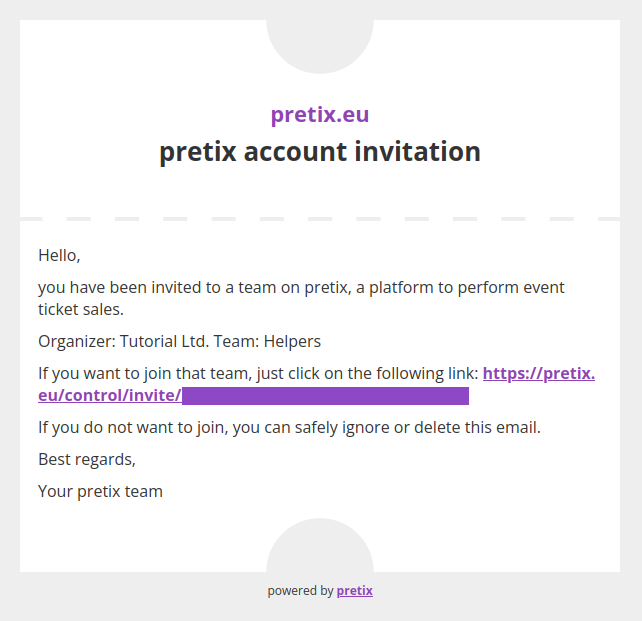 pretix.eu
pretix account invitation
Hello,
you have been invited to a team on pretix, a platform to perform event
ticket sales.
Organizer: Tutorial Ltd. Team: Helpers
If you want to join that team, just click on the following link: https://pretix.
eu/control/invite/
If you do not want to join, you can safely ignore or delete this email.
Best regards,
Your pretix team
powered by pretix